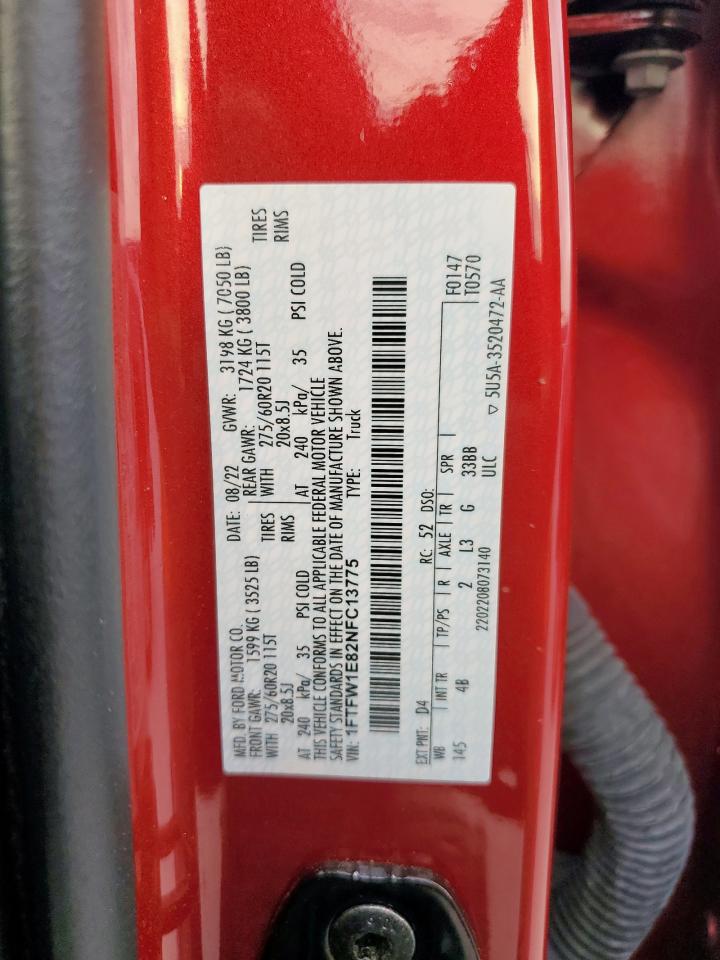 MFD. BY FORD MOTOR CO. DATE: 08/22 GVWR: 3198 KG ( 7050 LB)
FRONT GAWR: 1599 KG ( 3525 LB) REAR GAWR: 1724 KG ( 3800 LB)
WITH 275/60R20 115T TIRES WITH 275/60R20 115T TIRES
20x8.5J RIMS 20x8.5J RIMS
AT 240 kPa/ 35 PSI COLD AT 240 kPa/ 35 PSI COLD
THIS VEHICLE CONFORMS TO ALL APPLICABLE FEDERAL MOTOR VEHICLE
SAFETY STANDARDS IN EFFECT ON THE DATE OF MANUFACTURE SHOWN ABOVE.
VIN: 1FTFW1E82NFC13775 TYPE: Truck
EXT PNT: D4 RC: 52 DSO:
WB INT TR TP/PS R AXLE TR SPR F0147
145 4B 2 L3 G 33BB T0570
ULC
2202208073140 ▽ 5U5A-3520472-AA